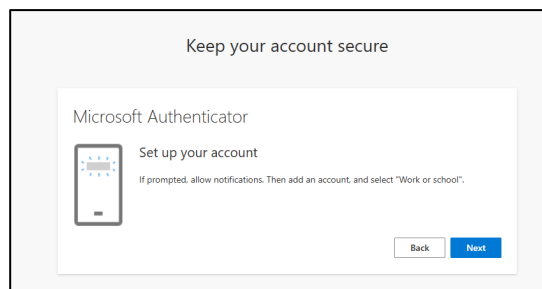 Keep your account secure
Microsoft Authenticator
Set up your account
If prompted, allow notifications. Then add an account, and select "Work or school".
Back
Next